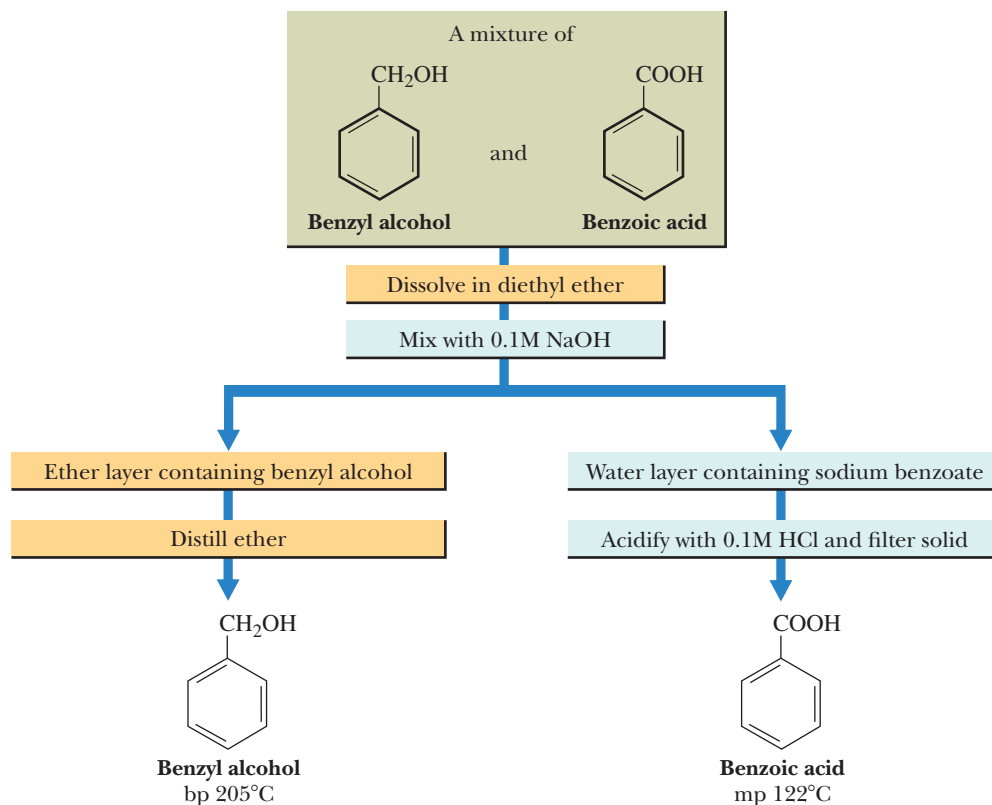 A mixture of
CH₂OH
COOH
and
Benzyl alcohol
Benzoic acid
Dissolve in diethyl ether
Mix with 0.1M NaOH
Ether layer containing benzyl alcohol
Water layer containing sodium benzoate
Distill ether
Acidify with 0.1M HCl and filter solid
CH₂OH
COOH
Benzyl alcohol
bp 205°C
Benzoic acid
mp 122°C